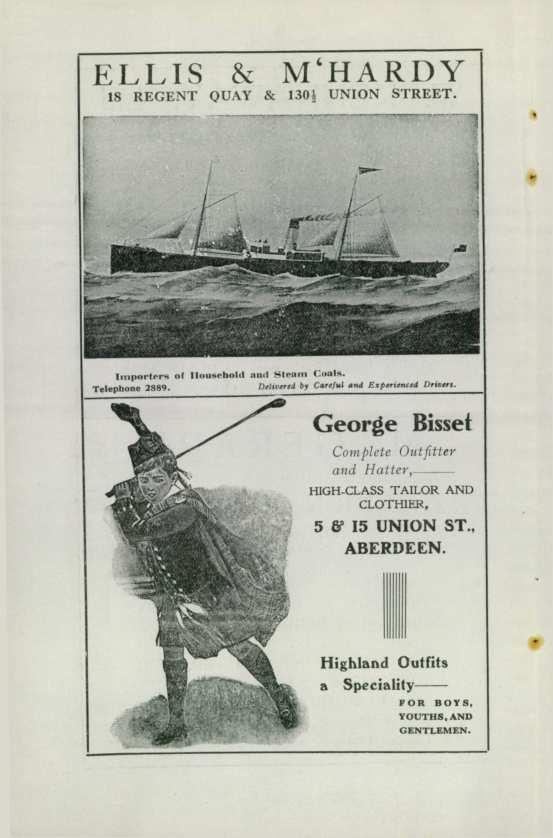 ELLIS & M'HARDY
18 REGENT QUAY & 130½ UNION STREET.
Importers of Household and Steam Coals.
Telephone 2889. Delivered by Careful and Experienced Drivers.
George Bisset
Complete Outfitter
and Hatter,
HIGH-CLASS TAILOR AND
CLOTHIER,
5 & 15 UNION ST.,
ABERDEEN.
Highland Outfits
a Speciality
FOR BOYS,
YOUTHS, AND
GENTLEMEN.